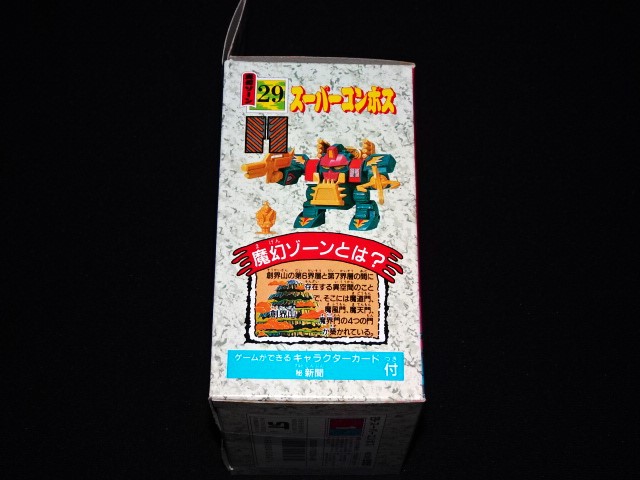 29 スーパーコンボス
魔幻ゾーンとは?
創界山の第6界層と第7界層の間に
存在する異空間のこと
で、そこには魔道門、
魔風門、魔天門、
魔界門の4つの門
が築かれている。
創界山
ゲームができるキャラクターカード
㊙新聞
付